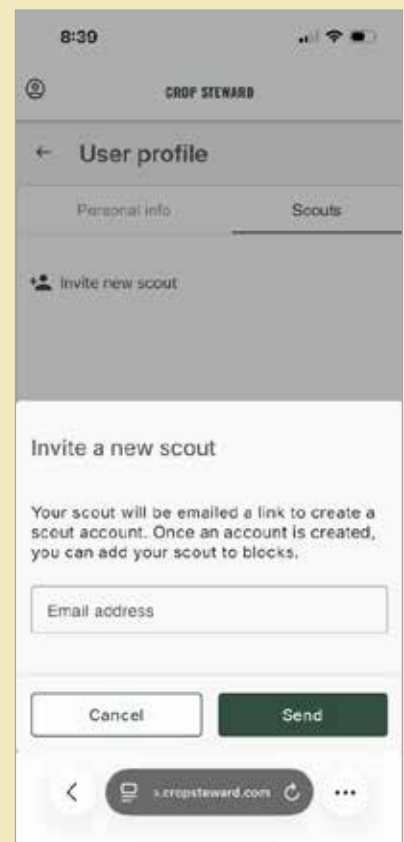 8:39
CROP STEWARD
← User profile
Personal info Scouts
Invite new scout
Invite a new scout
Your scout will be emailed a link to create a
scout account. Once an account is created,
you can add your scout to blocks.
Email address
Cancel Send
cropsteward.com